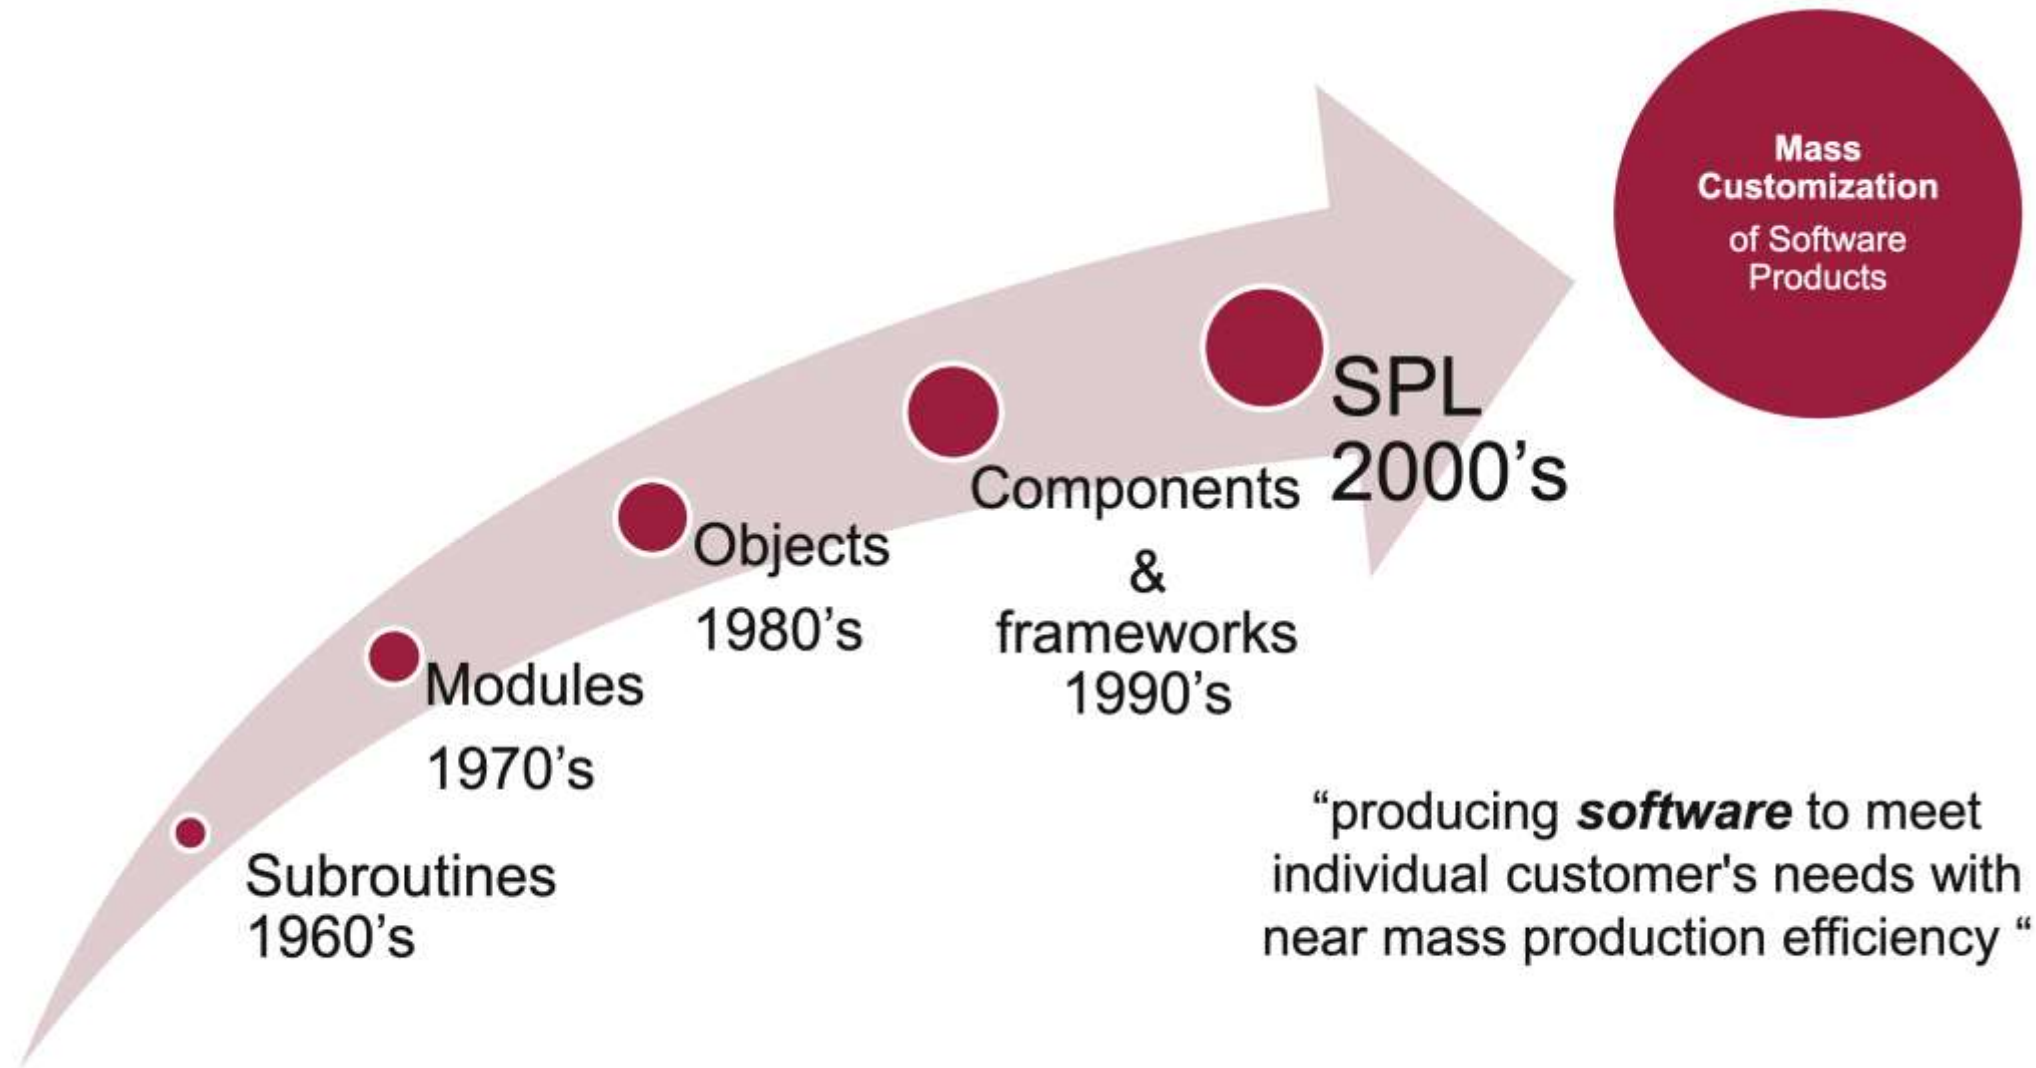 Mass
Customization
of Software
Products
SPL
2000’s
Components
&
frameworks
1990’s
Objects
1980’s
Modules
1970’s
Subroutines
1960’s
“producing software to meet
individual customer's needs with
near mass production efficiency “